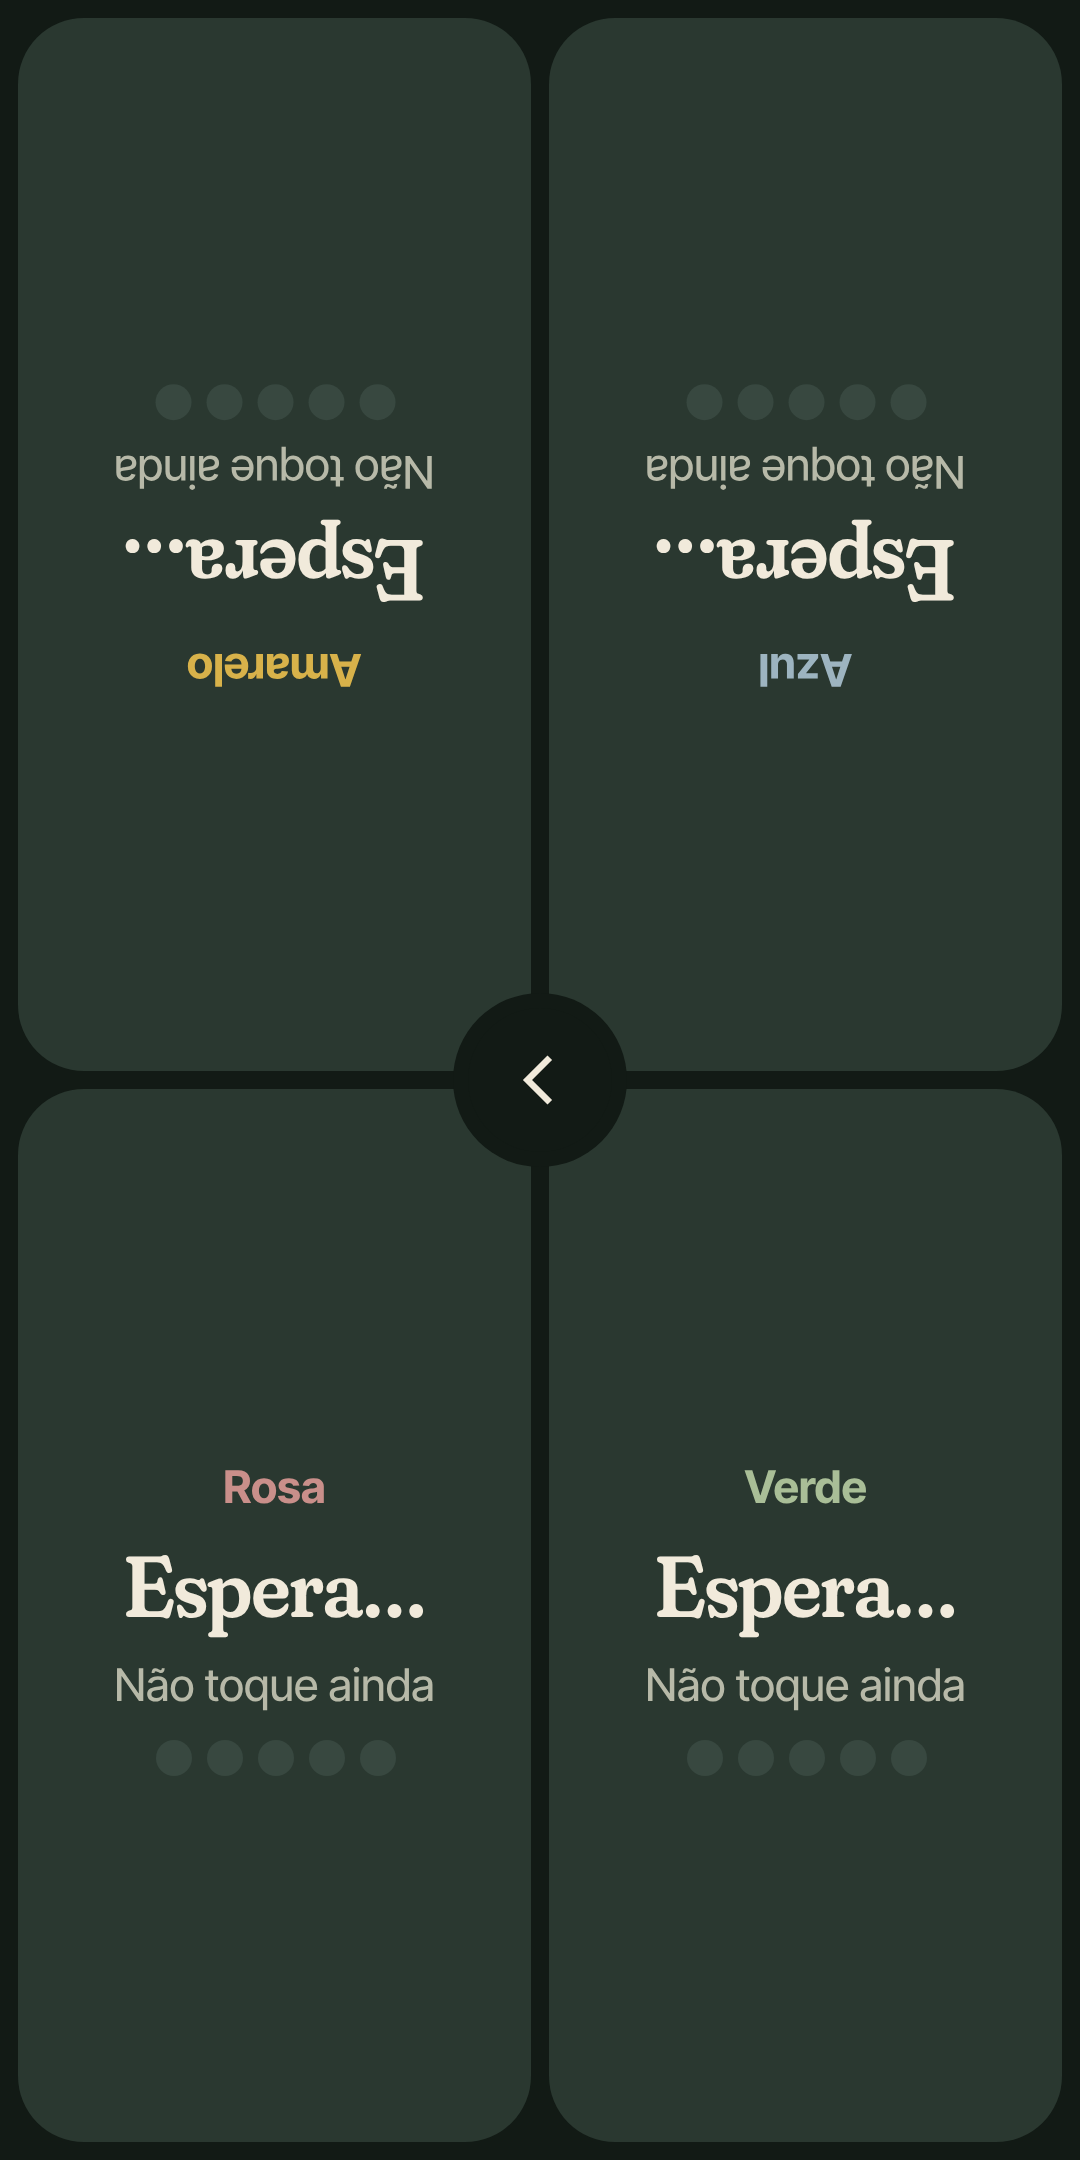 Amarelo
Espera...
Não toque ainda
Azul
Espera...
Não toque ainda
Rosa
Espera...
Não toque ainda
Verde
Espera...
Não toque ainda